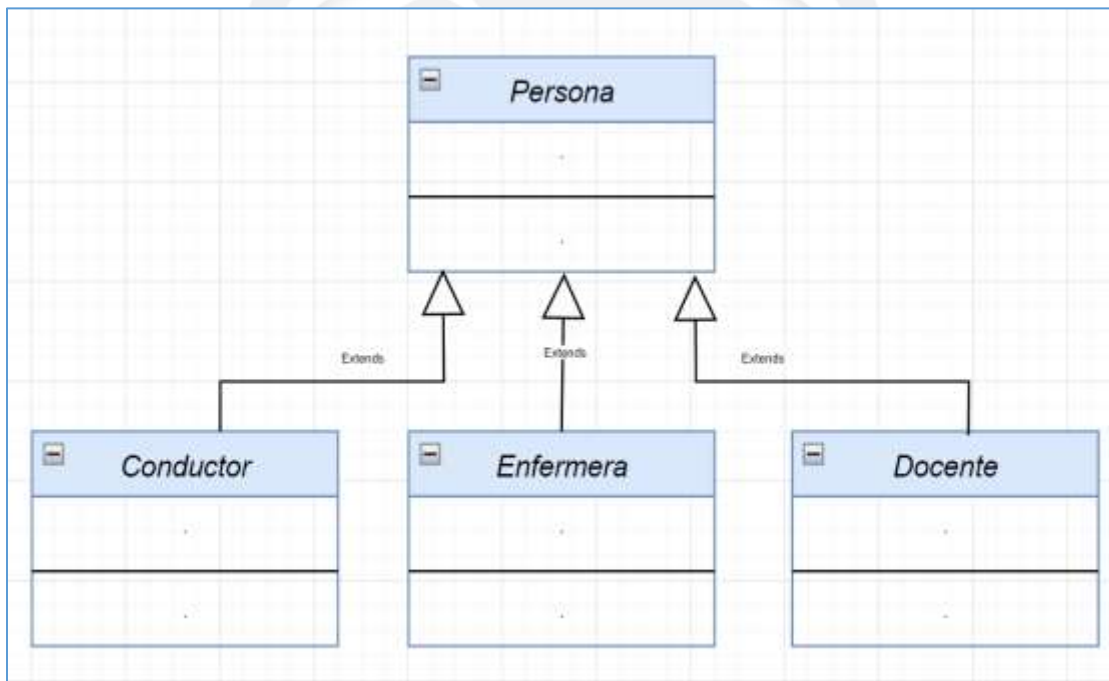 Persona
Extends
Extends
Extends
Conductor
Enfermera
Docente